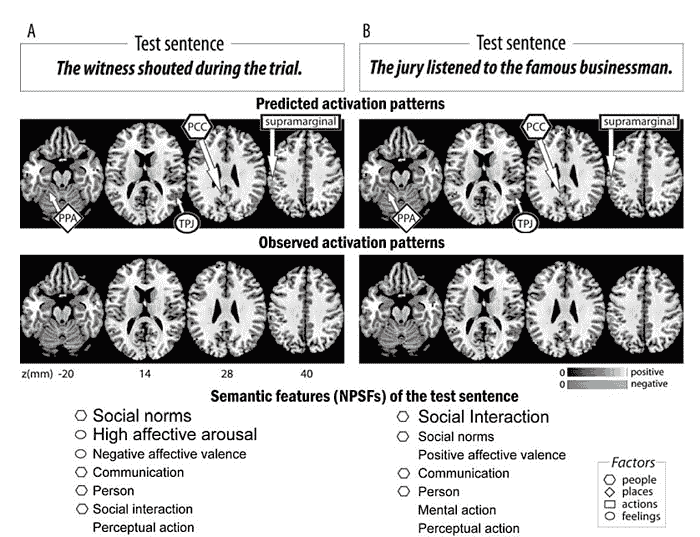 A
Test sentence
The witness shouted during the trial.
B
Test sentence
The jury listened to the famous businessman.
Predicted activation patterns
PCC
supramarginal
PPA
TPJ
PCC
supramarginal
PPA
TPJ
Observed activation patterns
z(mm) -20 14 28 40
0 positive
0 negative
Semantic features (NPSFs) of the test sentence
Social norms
High affective arousal
Negative affective valence
Communication
Person
Social interaction
Perceptual action
Social Interaction
Social norms
Positive affective valence
Communication
Person
Mental action
Perceptual action
Factors
people
places
actions
feelings